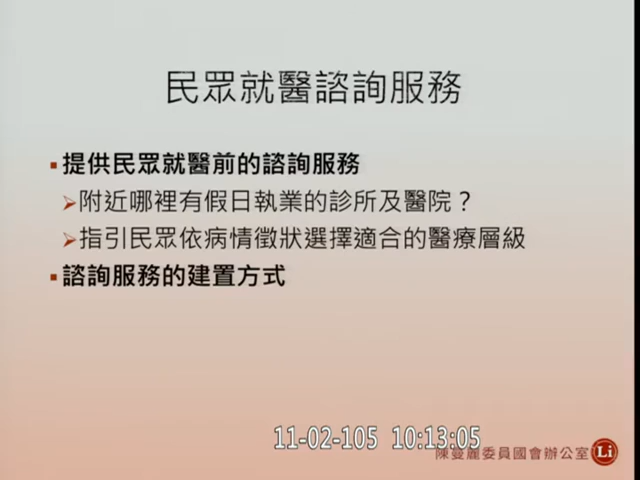 民眾就醫諮詢服務
提供民眾就醫前的諮詢服務
附近哪裡有假日執業的診所及醫院？
指引民眾依病情徵狀選擇適合的醫療層級
諮詢服務的建置方式
11-02-105 10:13:05
陳曼麗委員國會辦公室 Li